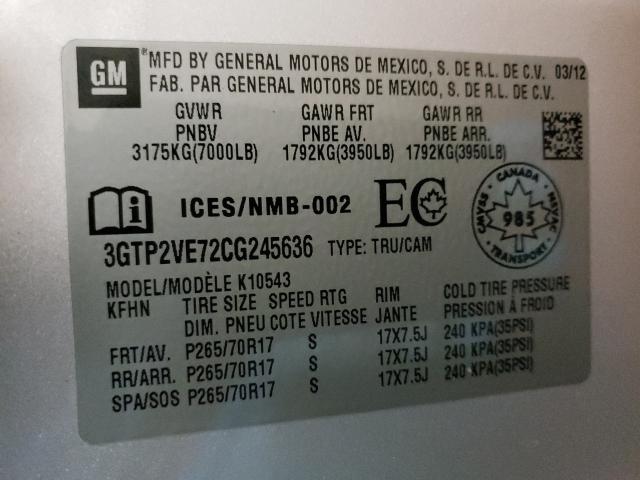 GM ® MFD BY GENERAL MOTORS DE MEXICO, S. DE R.L. DE C.V. 03/12
FAB. PAR GENERAL MOTORS DE MEXICO, S. DE R.L. DE C.V.
GVWR GAWR FRT GAWR RR
PNBV PNBE AV. PNBE ARR.
3175KG(7000LB) 1792KG(3950LB) 1792KG(3950LB)
i ICES/NMB-002 EC
CANADA
CMVSS 985 NSVAC
TRANSPORT
3GTP2VE72CG245636 TYPE: TRU/CAM
MODEL/MODÈLE K10543
KFHN TIRE SIZE SPEED RTG RIM COLD TIRE PRESSURE
DIM. PNEU COTE VITESSE JANTE PRESSION À FROID
FRT/AV. P265/70R17 S 17X7.5J 240 KPA(35PSI)
RR/ARR. P265/70R17 S 17X7.5J 240 KPA(35PSI)
SPA/SOS P265/70R17 S 17X7.5J 240 KPA(35PSI)